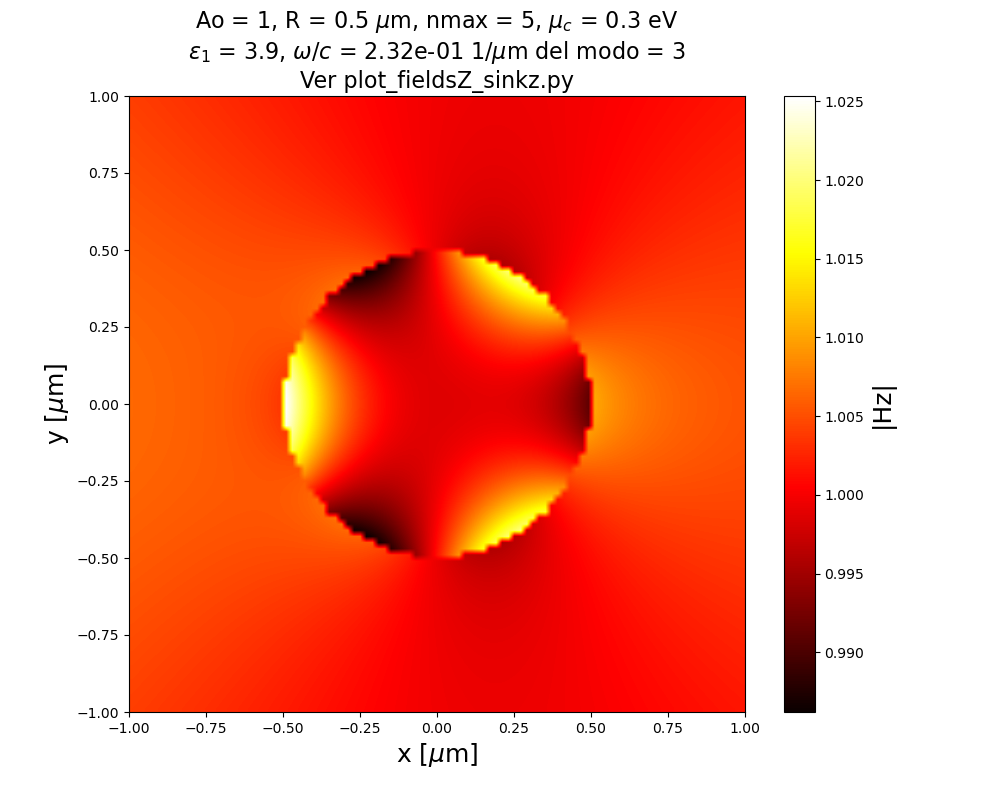 Ao = 1, R = 0.5 μm, nmax = 5, μc = 0.3 eV
ε1 = 3.9, ω/c = 2.32e-01 1/μm del modo = 3
Ver plot_fieldsZ_sinkz.py
1.00
0.75
0.50
0.25
0.00
−0.25
−0.50
−0.75
−1.00
y [μm]
−1.00 −0.75 −0.50 −0.25 0.00 0.25 0.50 0.75 1.00
x [μm]
1.025
1.020
1.015
1.010
1.005
1.000
0.995
0.990
|Hz|